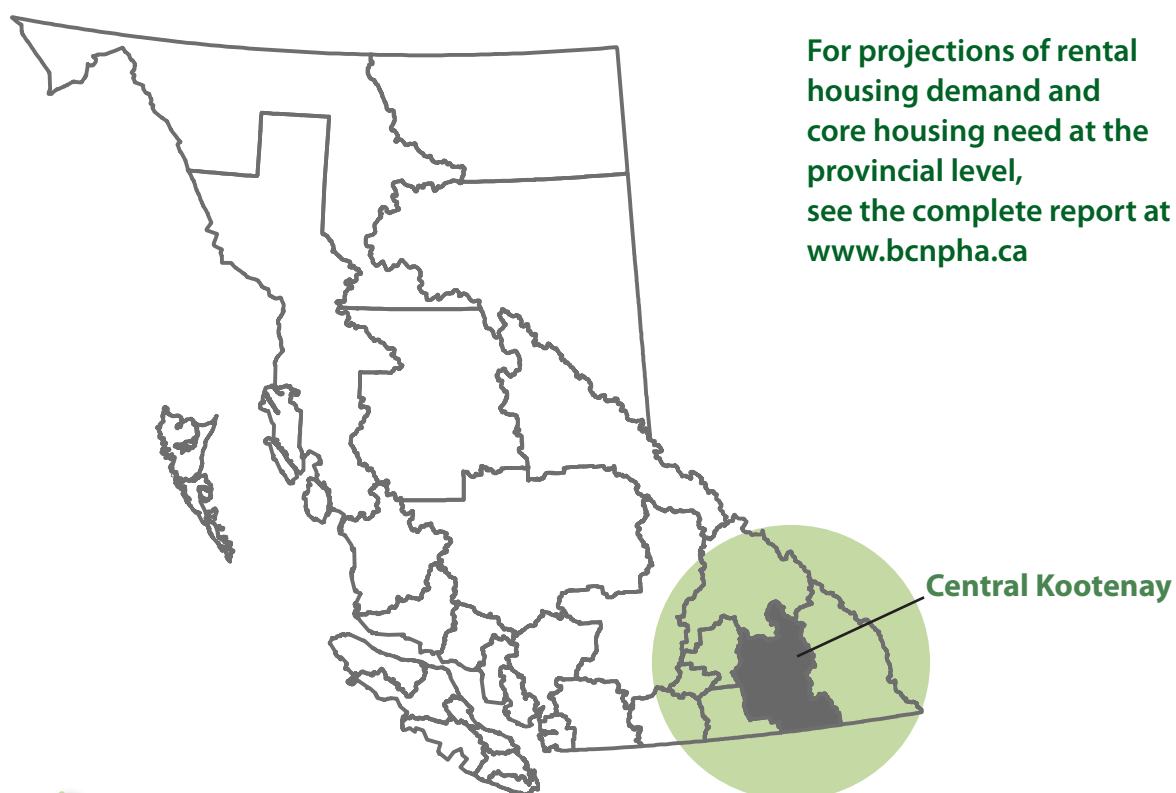 For projections of rental
housing demand and
core housing need at the
provincial level,
see the complete report at
www.bcnpha.ca
Central Kootenay